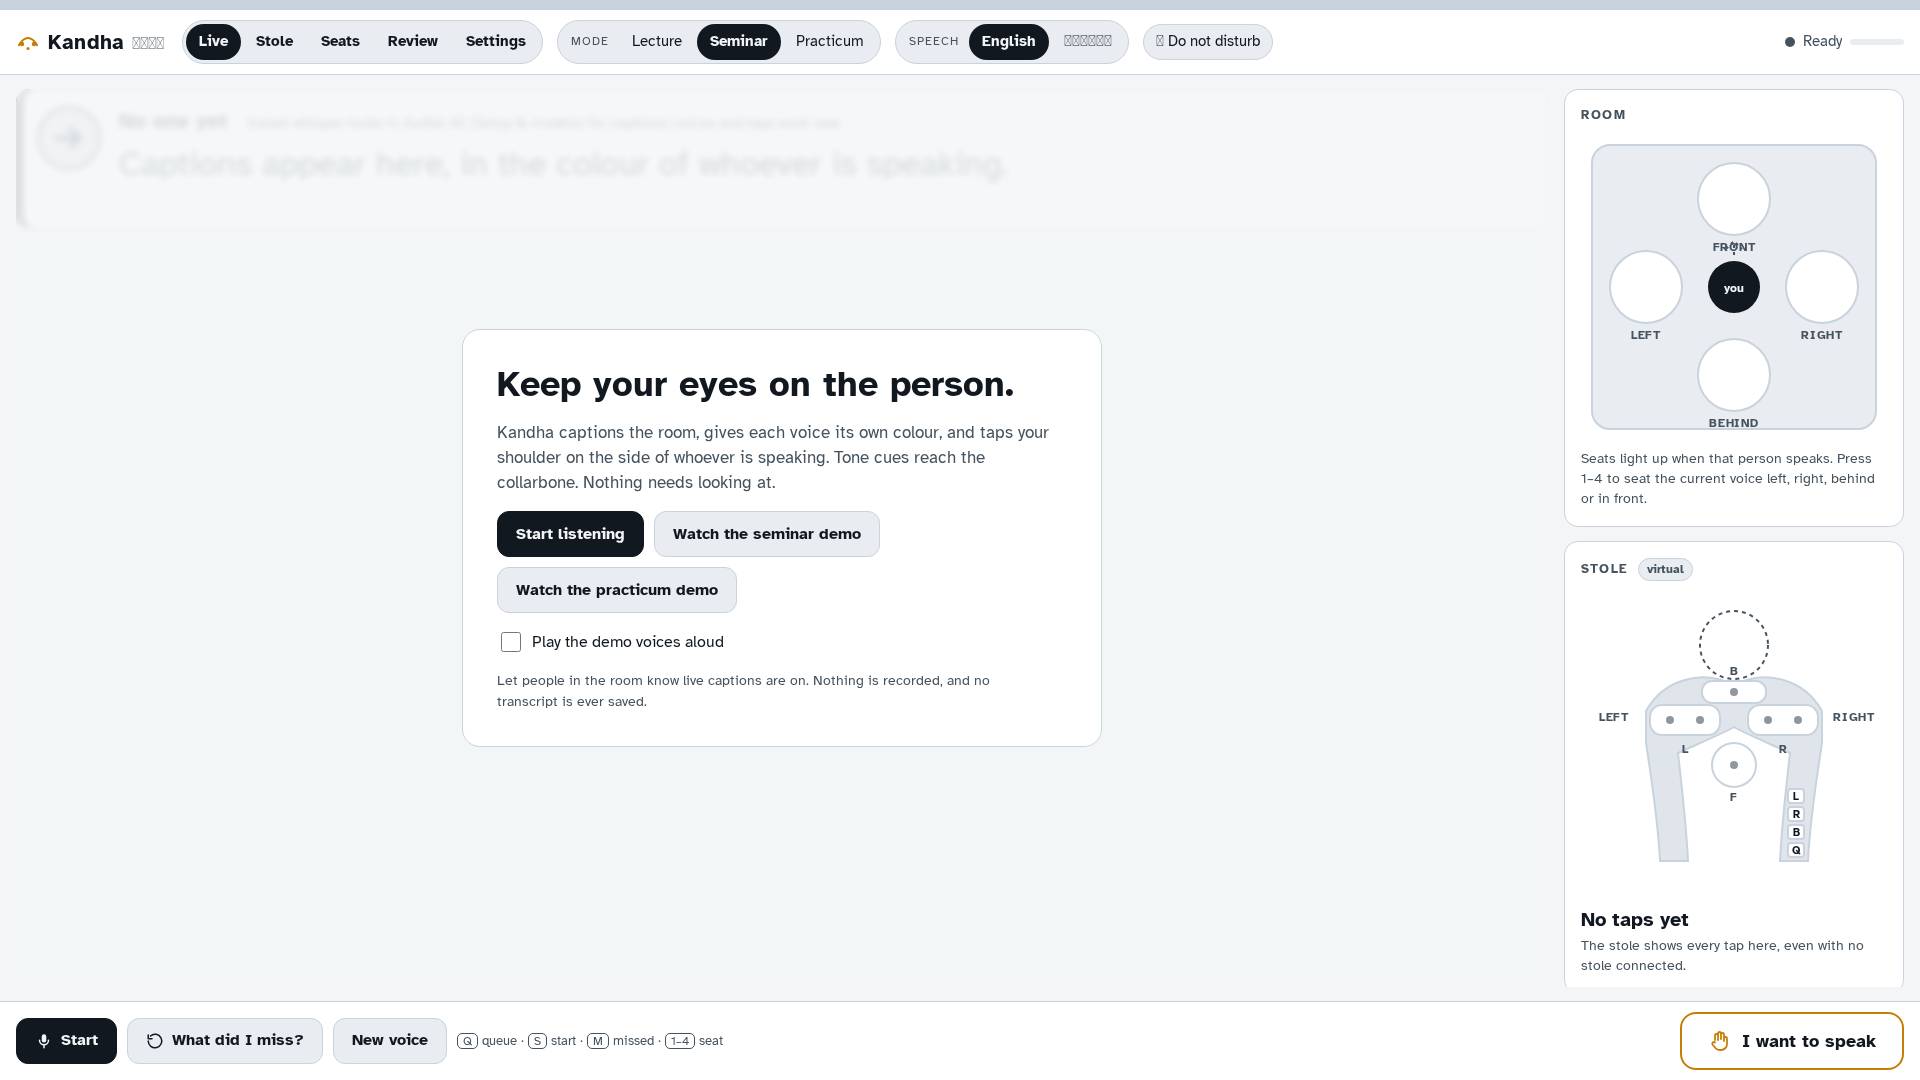 Kandha
Live Stole Seats Review Settings
MODE Lecture Seminar Practicum
SPEECH English
Do not disturb
Ready
No one yet
Captions appear here, in the colour of whoever is speaking.
Keep your eyes on the person.
Kandha captions the room, gives each voice its own colour, and taps your
shoulder on the side of whoever is speaking. Tone cues reach the
collarbone. Nothing needs looking at.
Start listening
Watch the seminar demo
Watch the practicum demo
Play the demo voices aloud
Let people in the room know live captions are on. Nothing is recorded, and no
transcript is ever saved.
ROOM
FRONT
you
LEFT
RIGHT
BEHIND
Seats light up when that person speaks. Press
1–4 to seat the current voice left, right, behind
or in front.
STOLE virtual
B
LEFT
RIGHT
L
R
F
L
R
B
Q
No taps yet
The stole shows every tap here, even with no
stole connected.
Start
What did I miss?
New voice
Q queue · S start · M missed · 1–4 seat
I want to speak